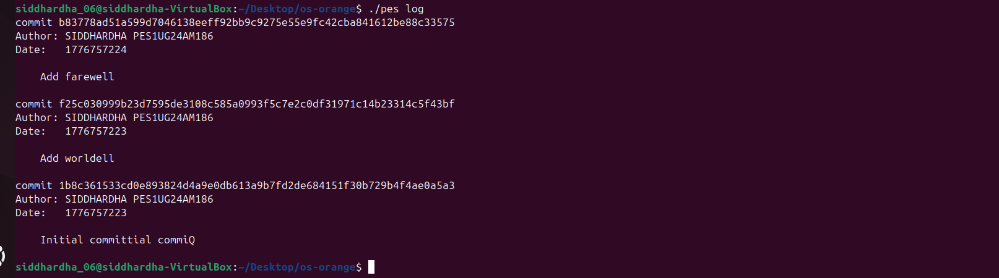 siddhardha_06@siddhardha-VirtualBox:~/Desktop/os-orange$ ./pes log
commit b83778ad51a599d7046138eeff92bb9c9275e55e9fc42cba841612be88c33575
Author: SIDDHARDHA PES1UG24AM186
Date:   1776757224
    Add farewell
commit f25c030999b23d7595de3108c585a0993f5c7e2c0df31971c14b23314c5f43bf
Author: SIDDHARDHA PES1UG24AM186
Date:   1776757223
    Add worldell
commit 1b8c361533cd0e893824d4a9e0db613a9b7fd2de684151f30b729b4f4ae0a5a3
Author: SIDDHARDHA PES1UG24AM186
Date:   1776757223
    Initial committial commiQ
siddhardha_06@siddhardha-VirtualBox:~/Desktop/os-orange$